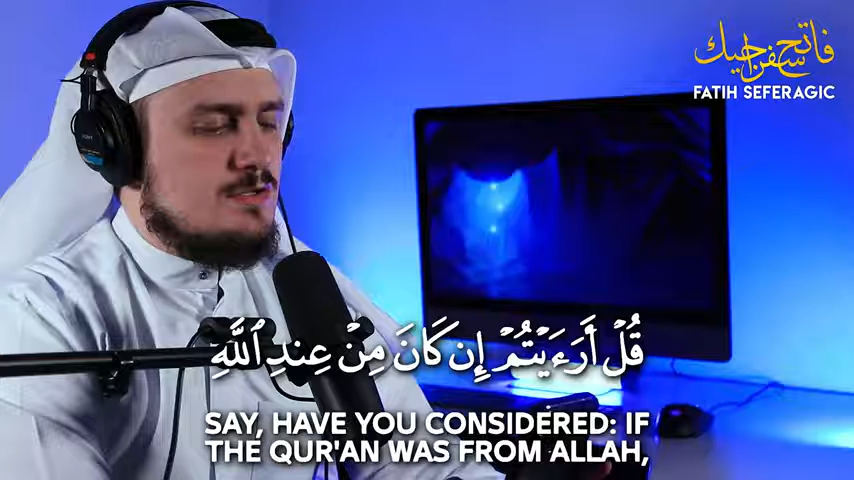 فاتح سفراجيك
FATIH SEFERAGIC
قُلْ أَرَءَيْتُمْ إِن كَانَ مِنْ عِندِ ٱللَّهِ
SAY, HAVE YOU CONSIDERED: IF
THE QUR'AN WAS FROM ALLAH,